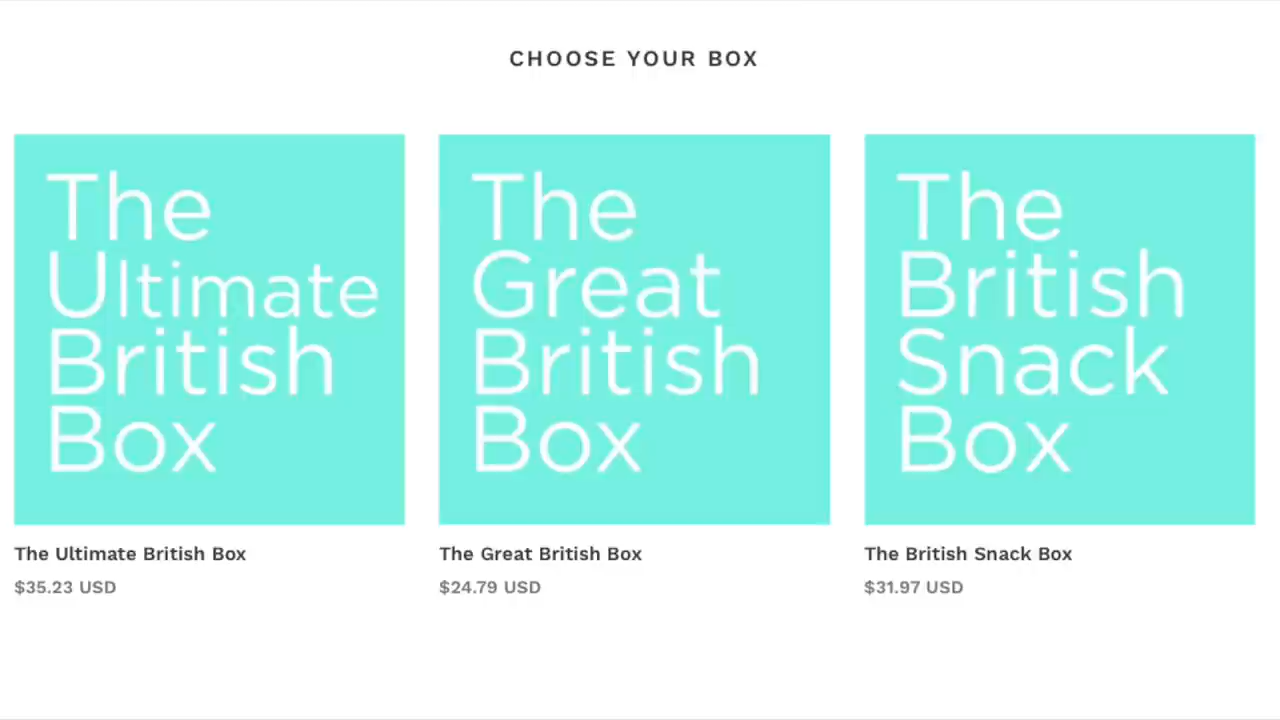 CHOOSE YOUR BOX
The
Ultimate
British
Box
The
Great
British
Box
The
British
Snack
Box
The Ultimate British Box
$35.23 USD
The Great British Box
$24.79 USD
The British Snack Box
$31.97 USD